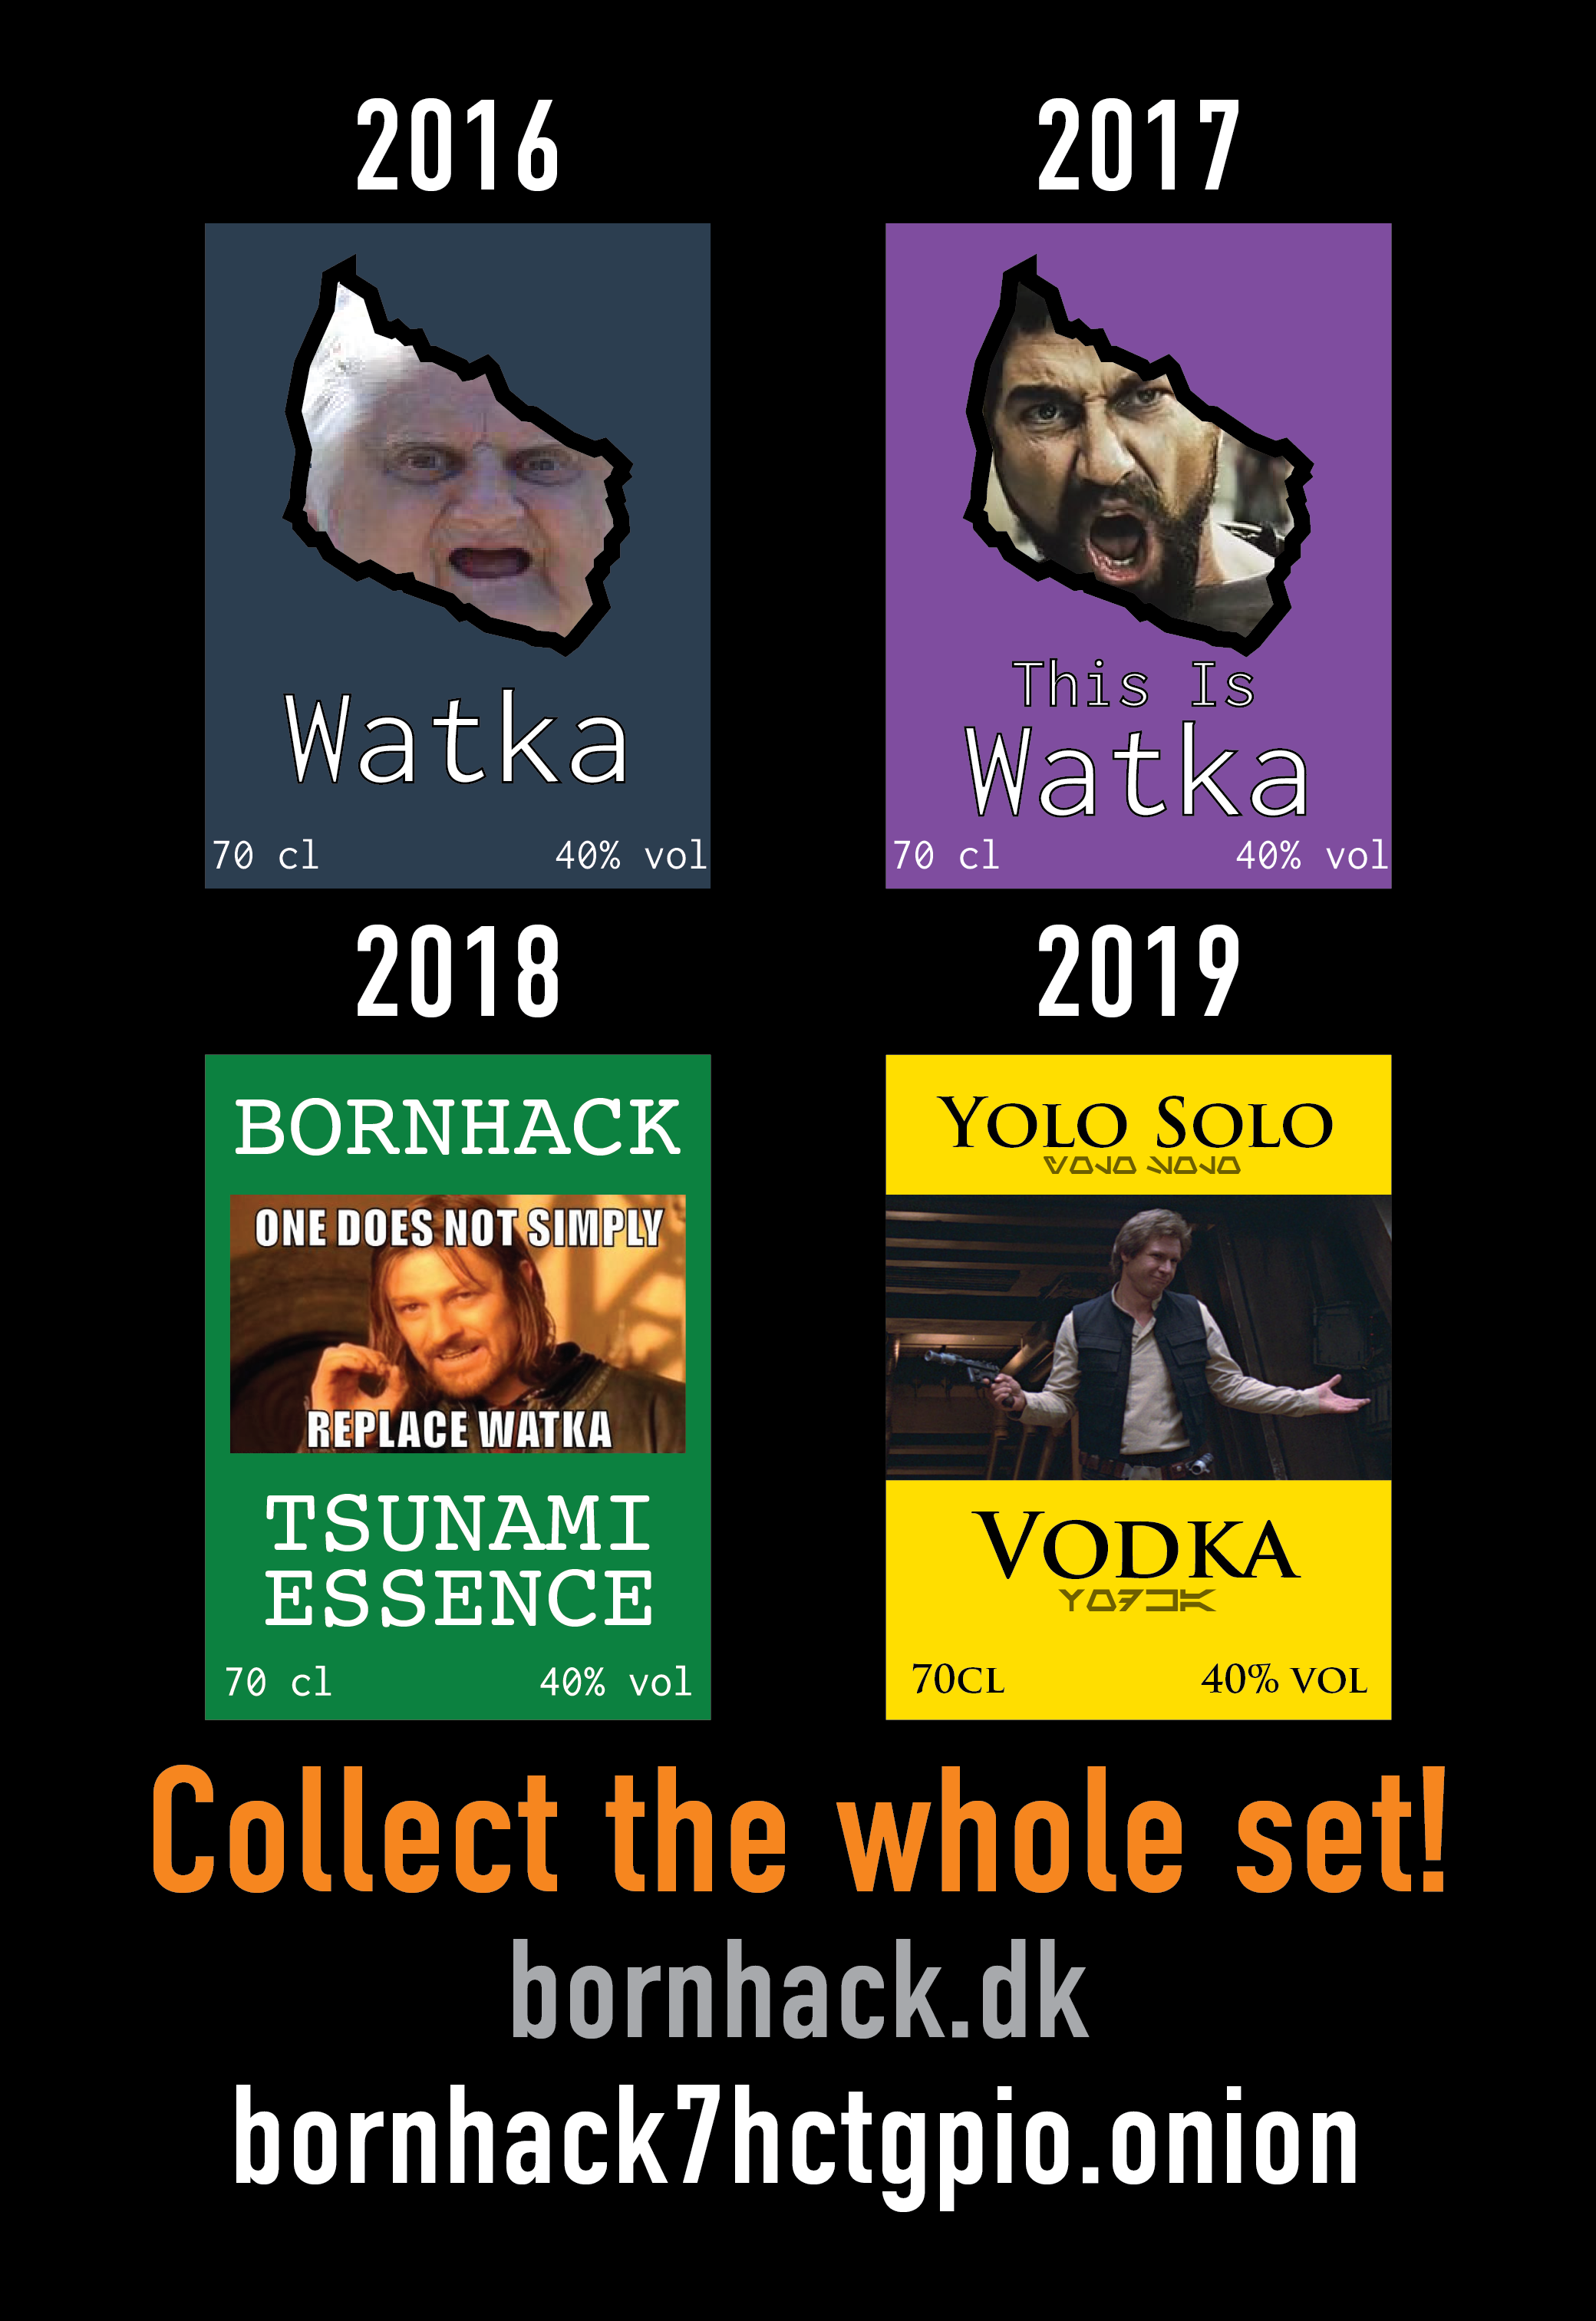 2016
2017
Watka
70 cl 40% vol
This Is
Watka
70 cl 40% vol
2018
2019
BORNHACK
ONE DOES NOT SIMPLY
REPLACE WATKA
TSUNAMI
ESSENCE
70 cl 40% vol
YOLO SOLO
VODKA
70CL 40% VOL
Collect the whole set!
bornhack.dk
bornhack7hctgpio.onion